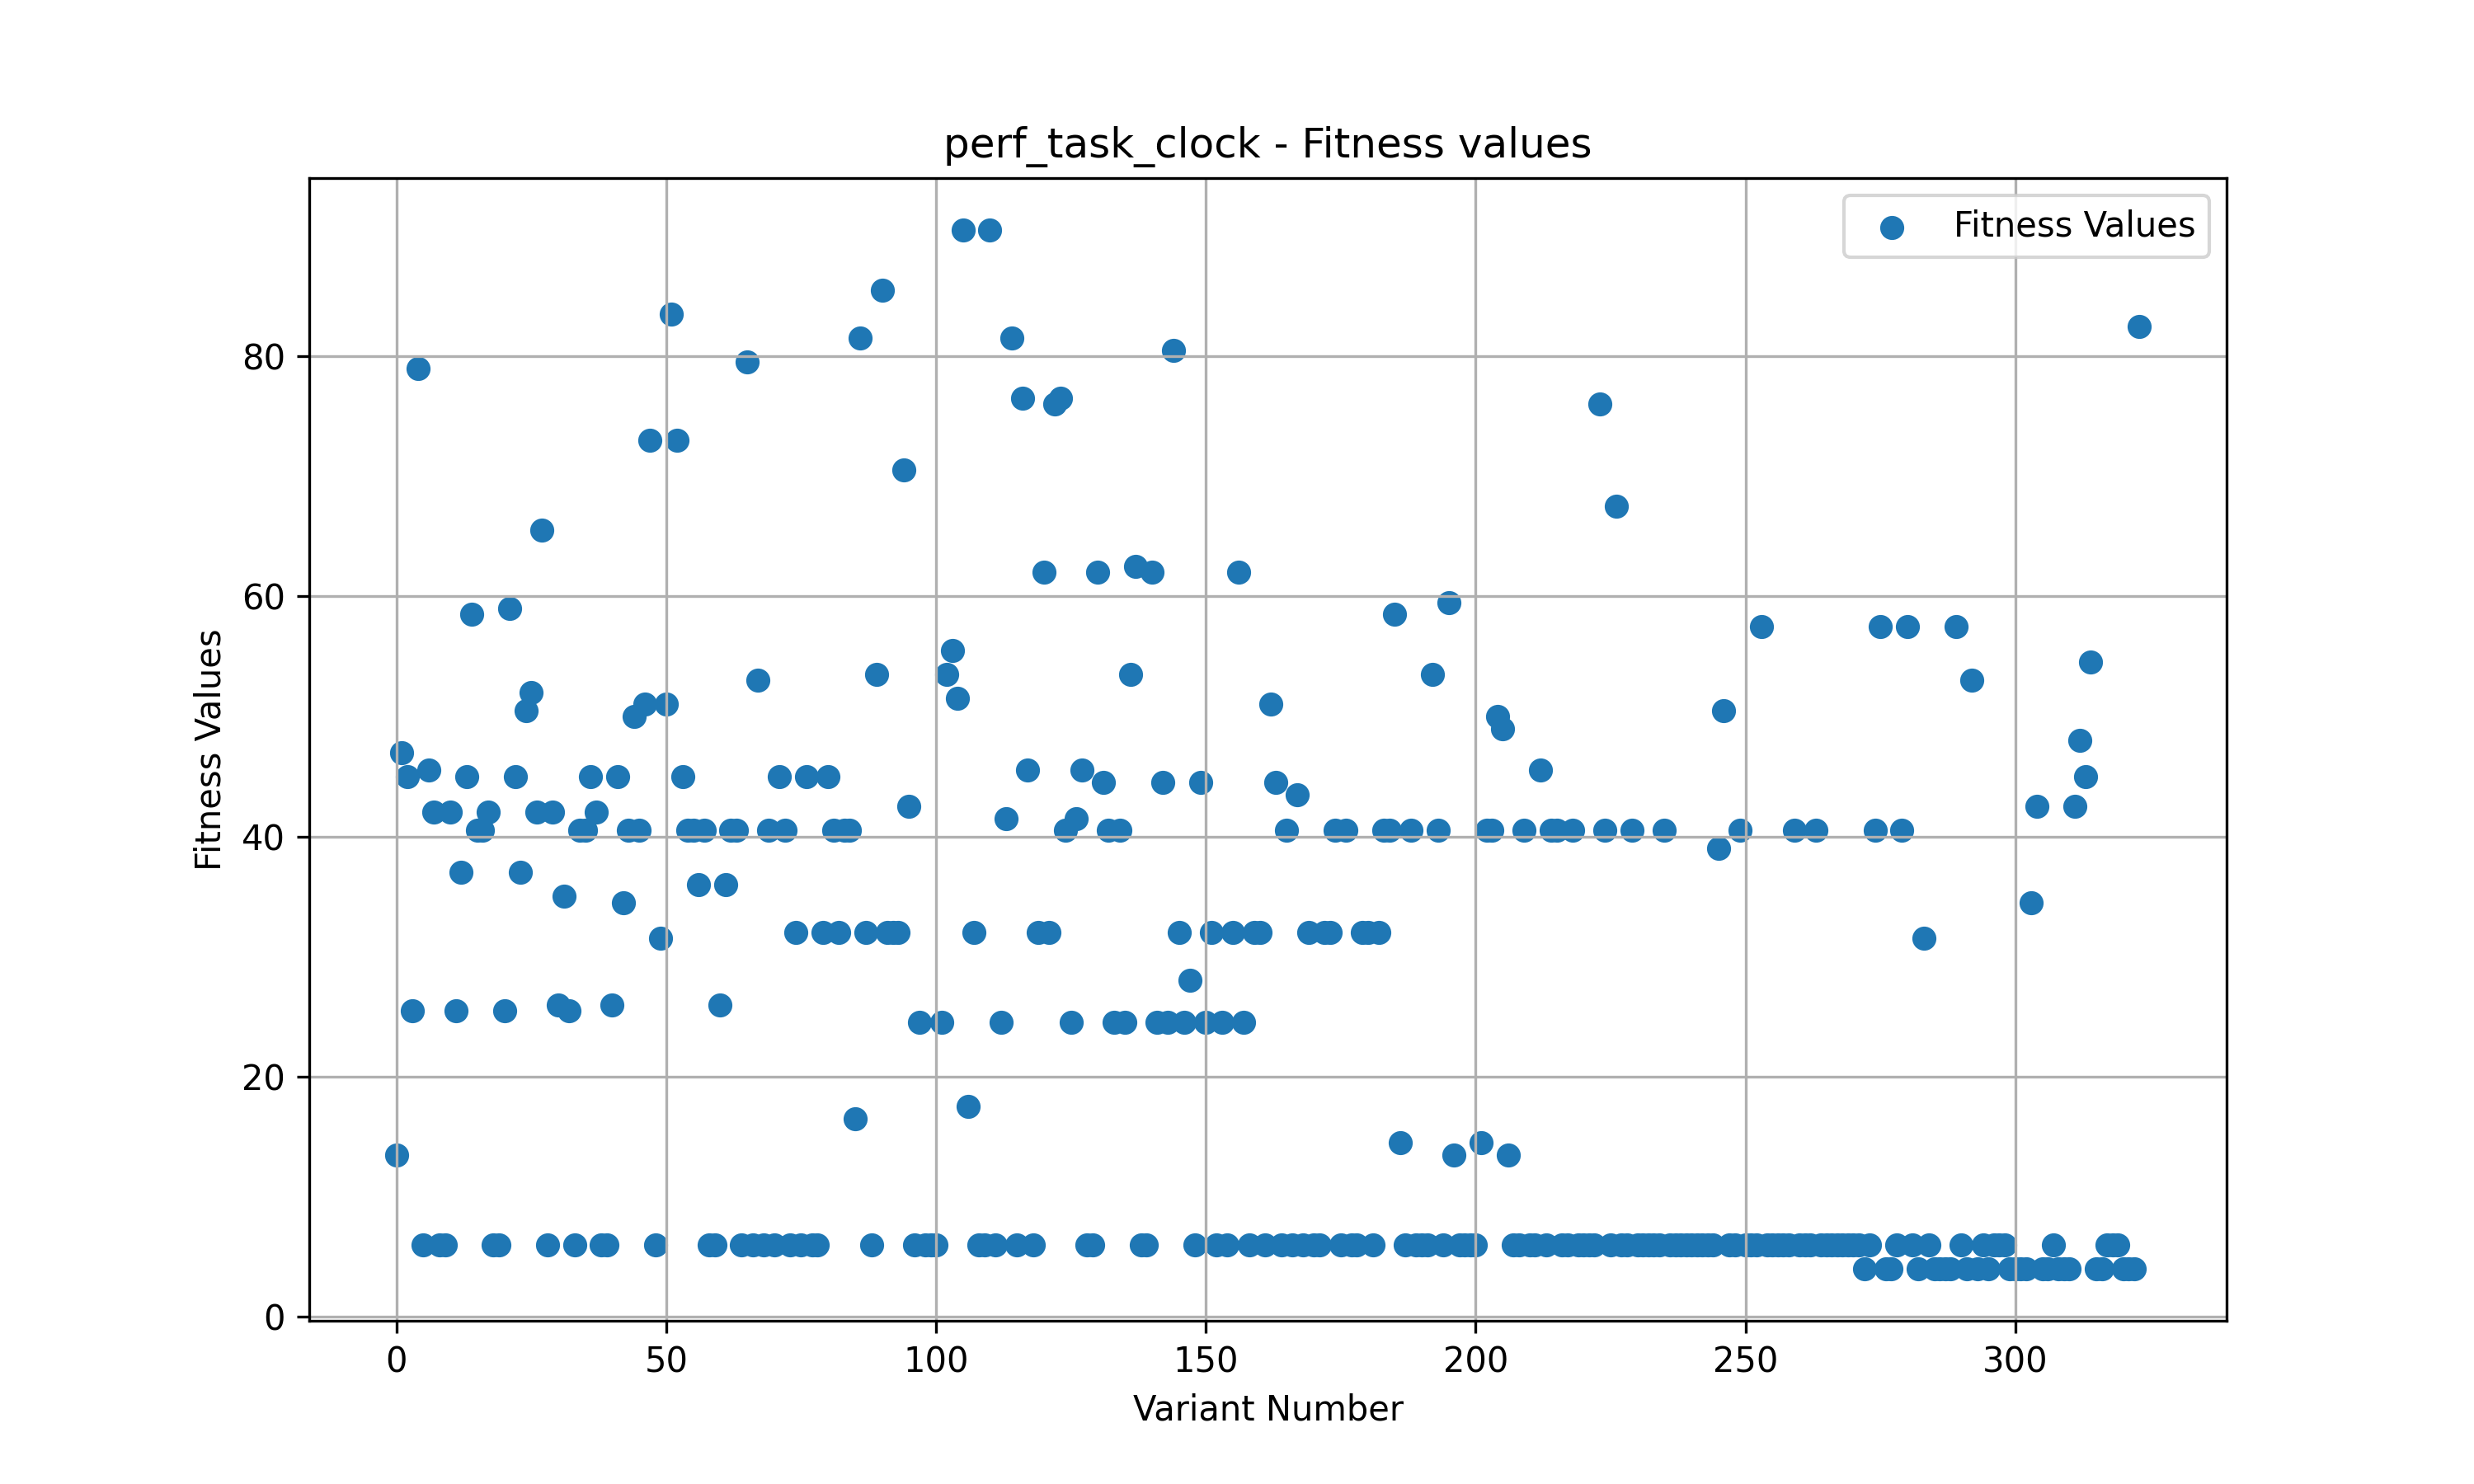 perf_task_clock - Fitness values
Fitness Values
80
60
40
20
0
Fitness Values
0 50 100 150 200 250 300
Variant Number